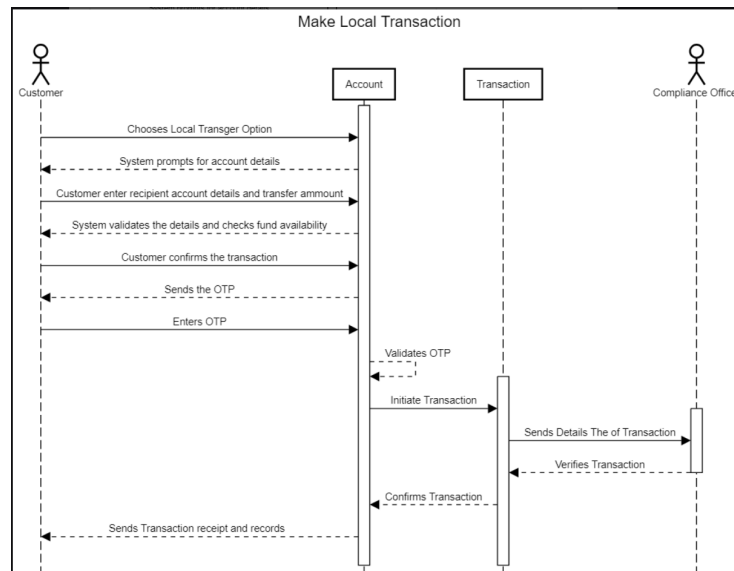 Make Local Transaction
Customer
Account
Transaction
Compliance Office
Chooses Local Transger Option
System prompts for account details
Customer enter recipient account details and transfer ammount
System validates the details and checks fund availability
Customer confirms the transaction
Sends the OTP
Enters OTP
Validates OTP
Initiate Transaction
Sends Details The of Transaction
Verifies Transaction
Confirms Transaction
Sends Transaction receipt and records